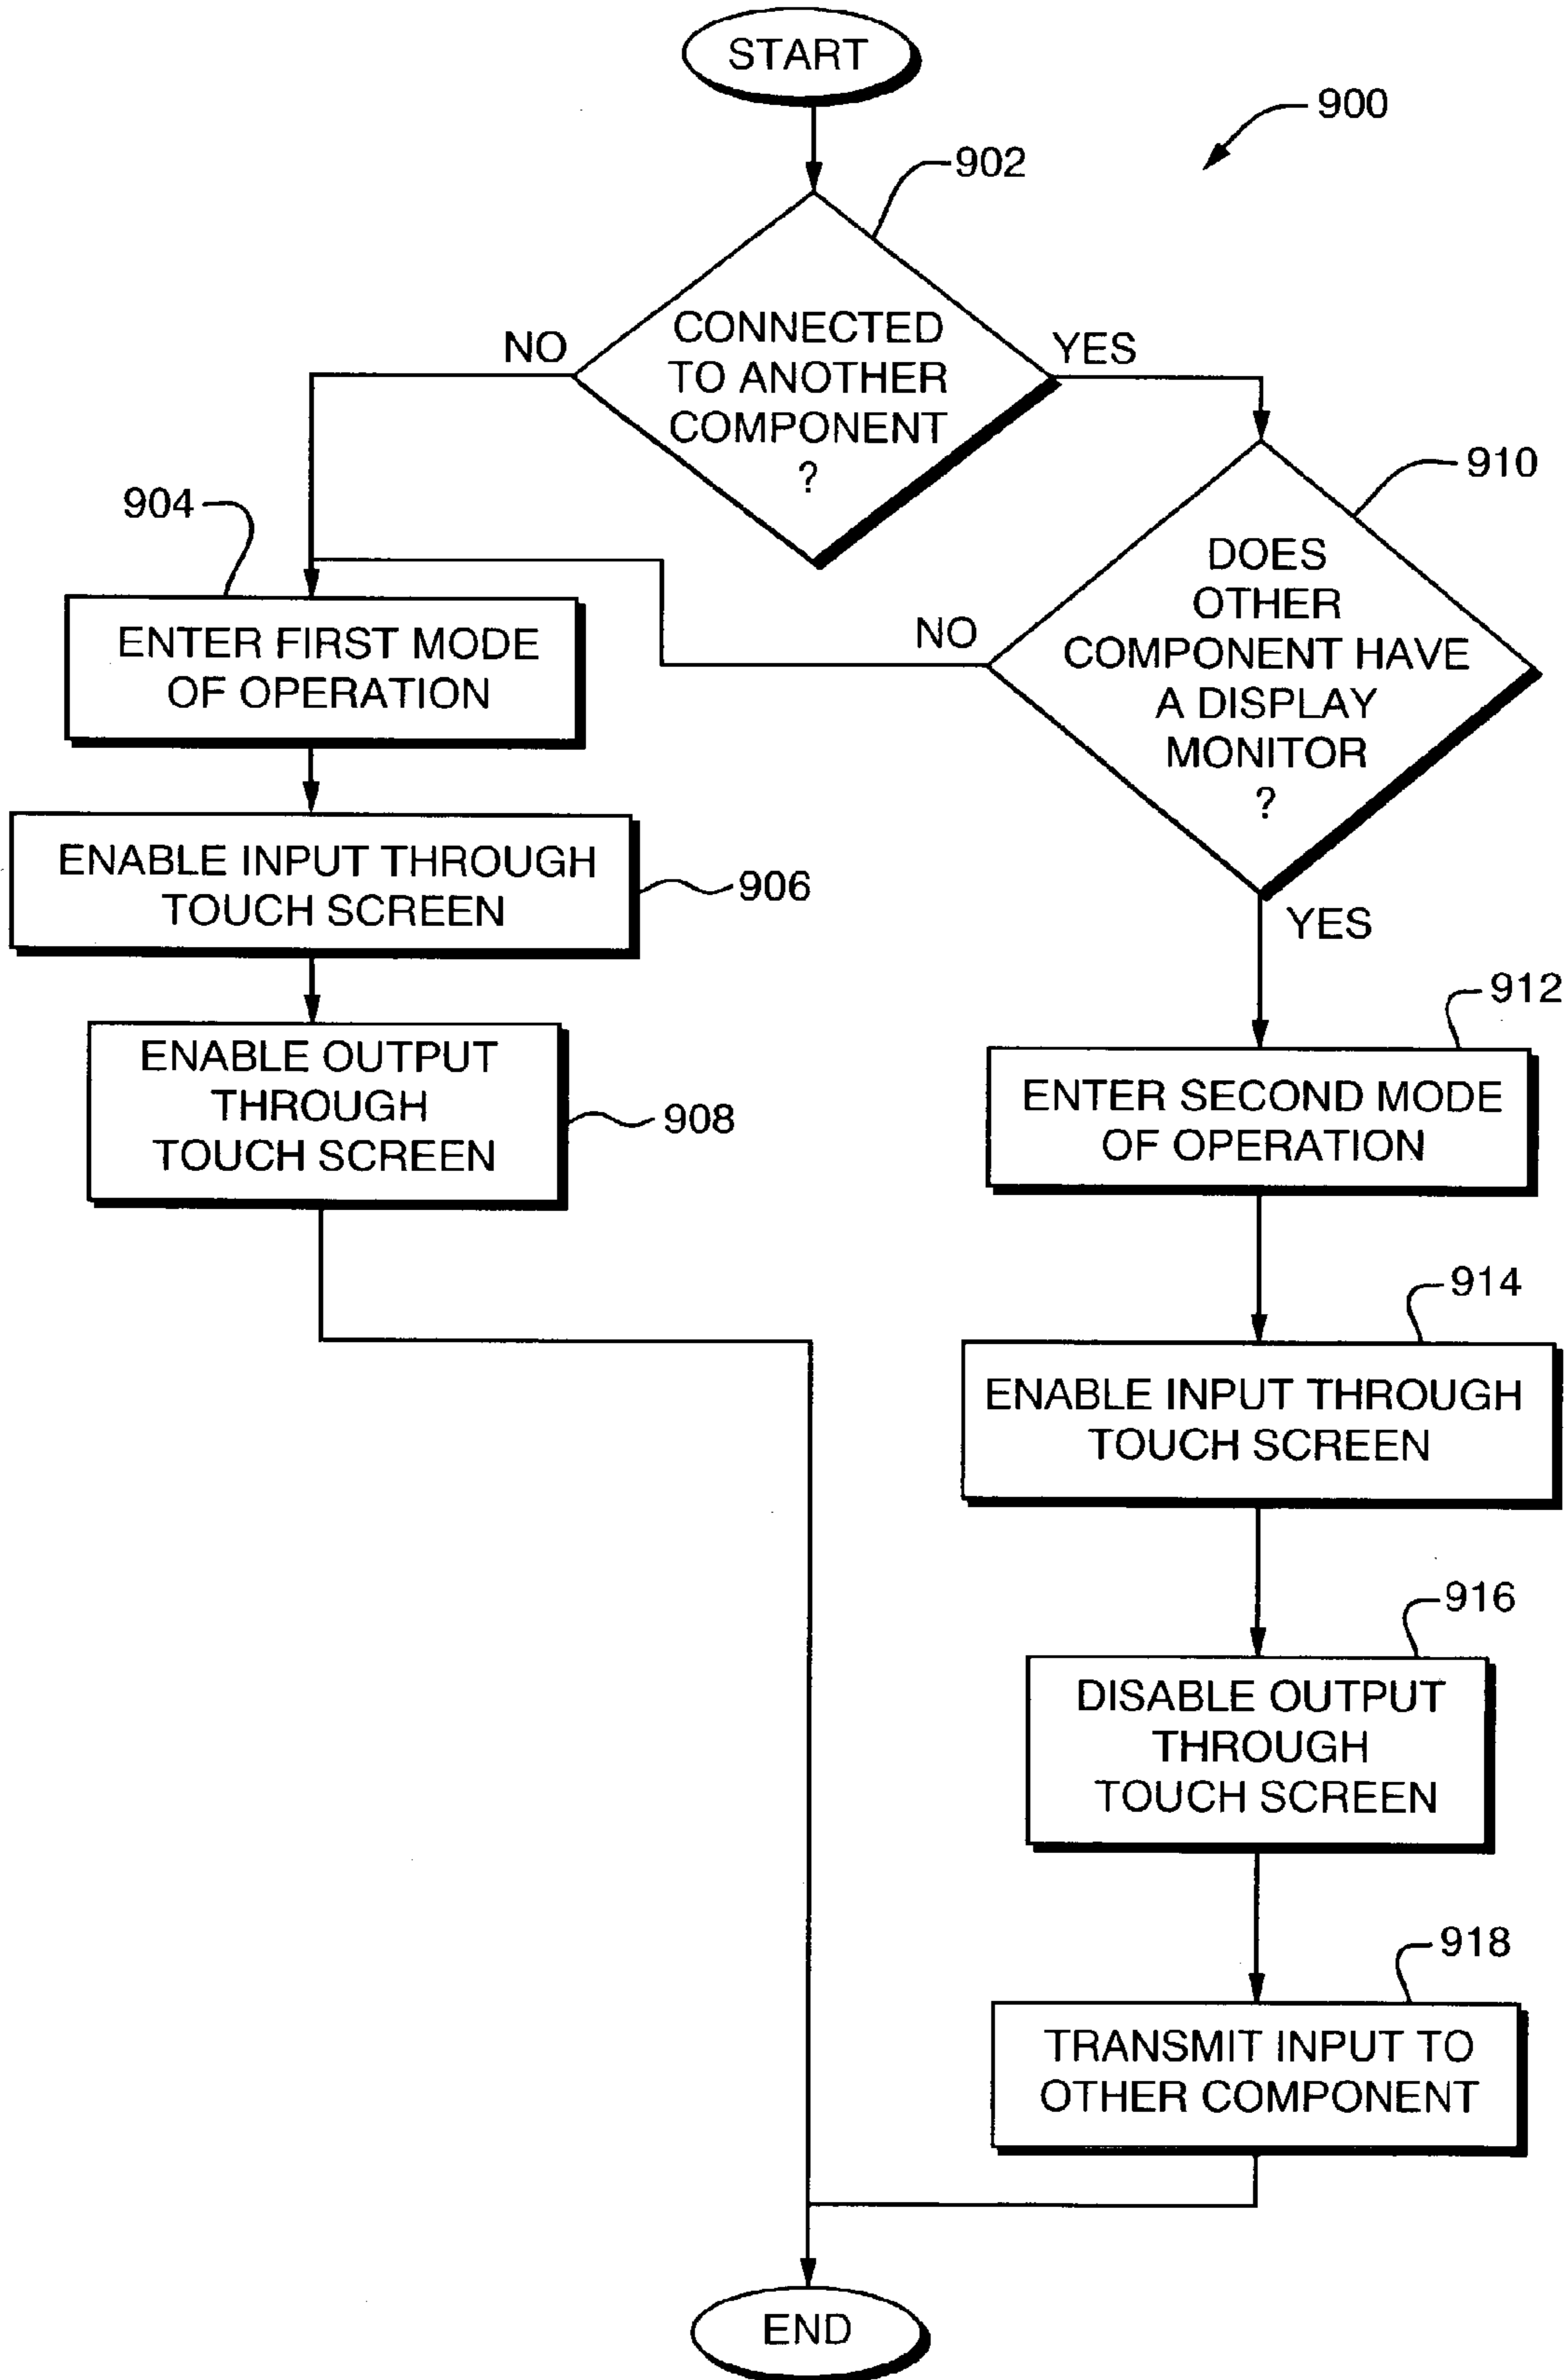 START
900
902
CONNECTED
TO ANOTHER
COMPONENT
?
NO
YES
910
904
DOES
OTHER
COMPONENT HAVE
A DISPLAY
MONITOR
?
NO
YES
ENTER FIRST MODE
OF OPERATION
ENABLE INPUT THROUGH
TOUCH SCREEN
906
ENABLE OUTPUT
THROUGH
TOUCH SCREEN
908
912
ENTER SECOND MODE
OF OPERATION
914
ENABLE INPUT THROUGH
TOUCH SCREEN
916
DISABLE OUTPUT
THROUGH
TOUCH SCREEN
918
TRANSMIT INPUT TO
OTHER COMPONENT
END